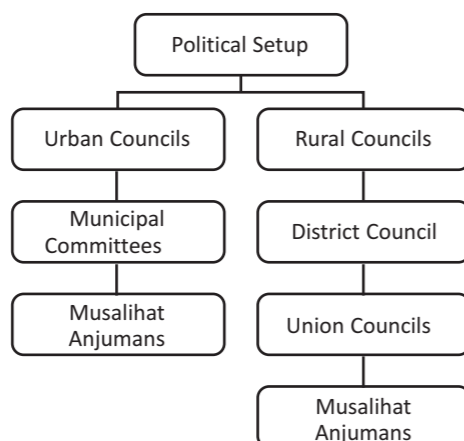 Political Setup
Urban Councils
Rural Councils
Municipal
Committees
District Council
Musalihat
Anjumans
Union Councils
Musalihat
Anjumans